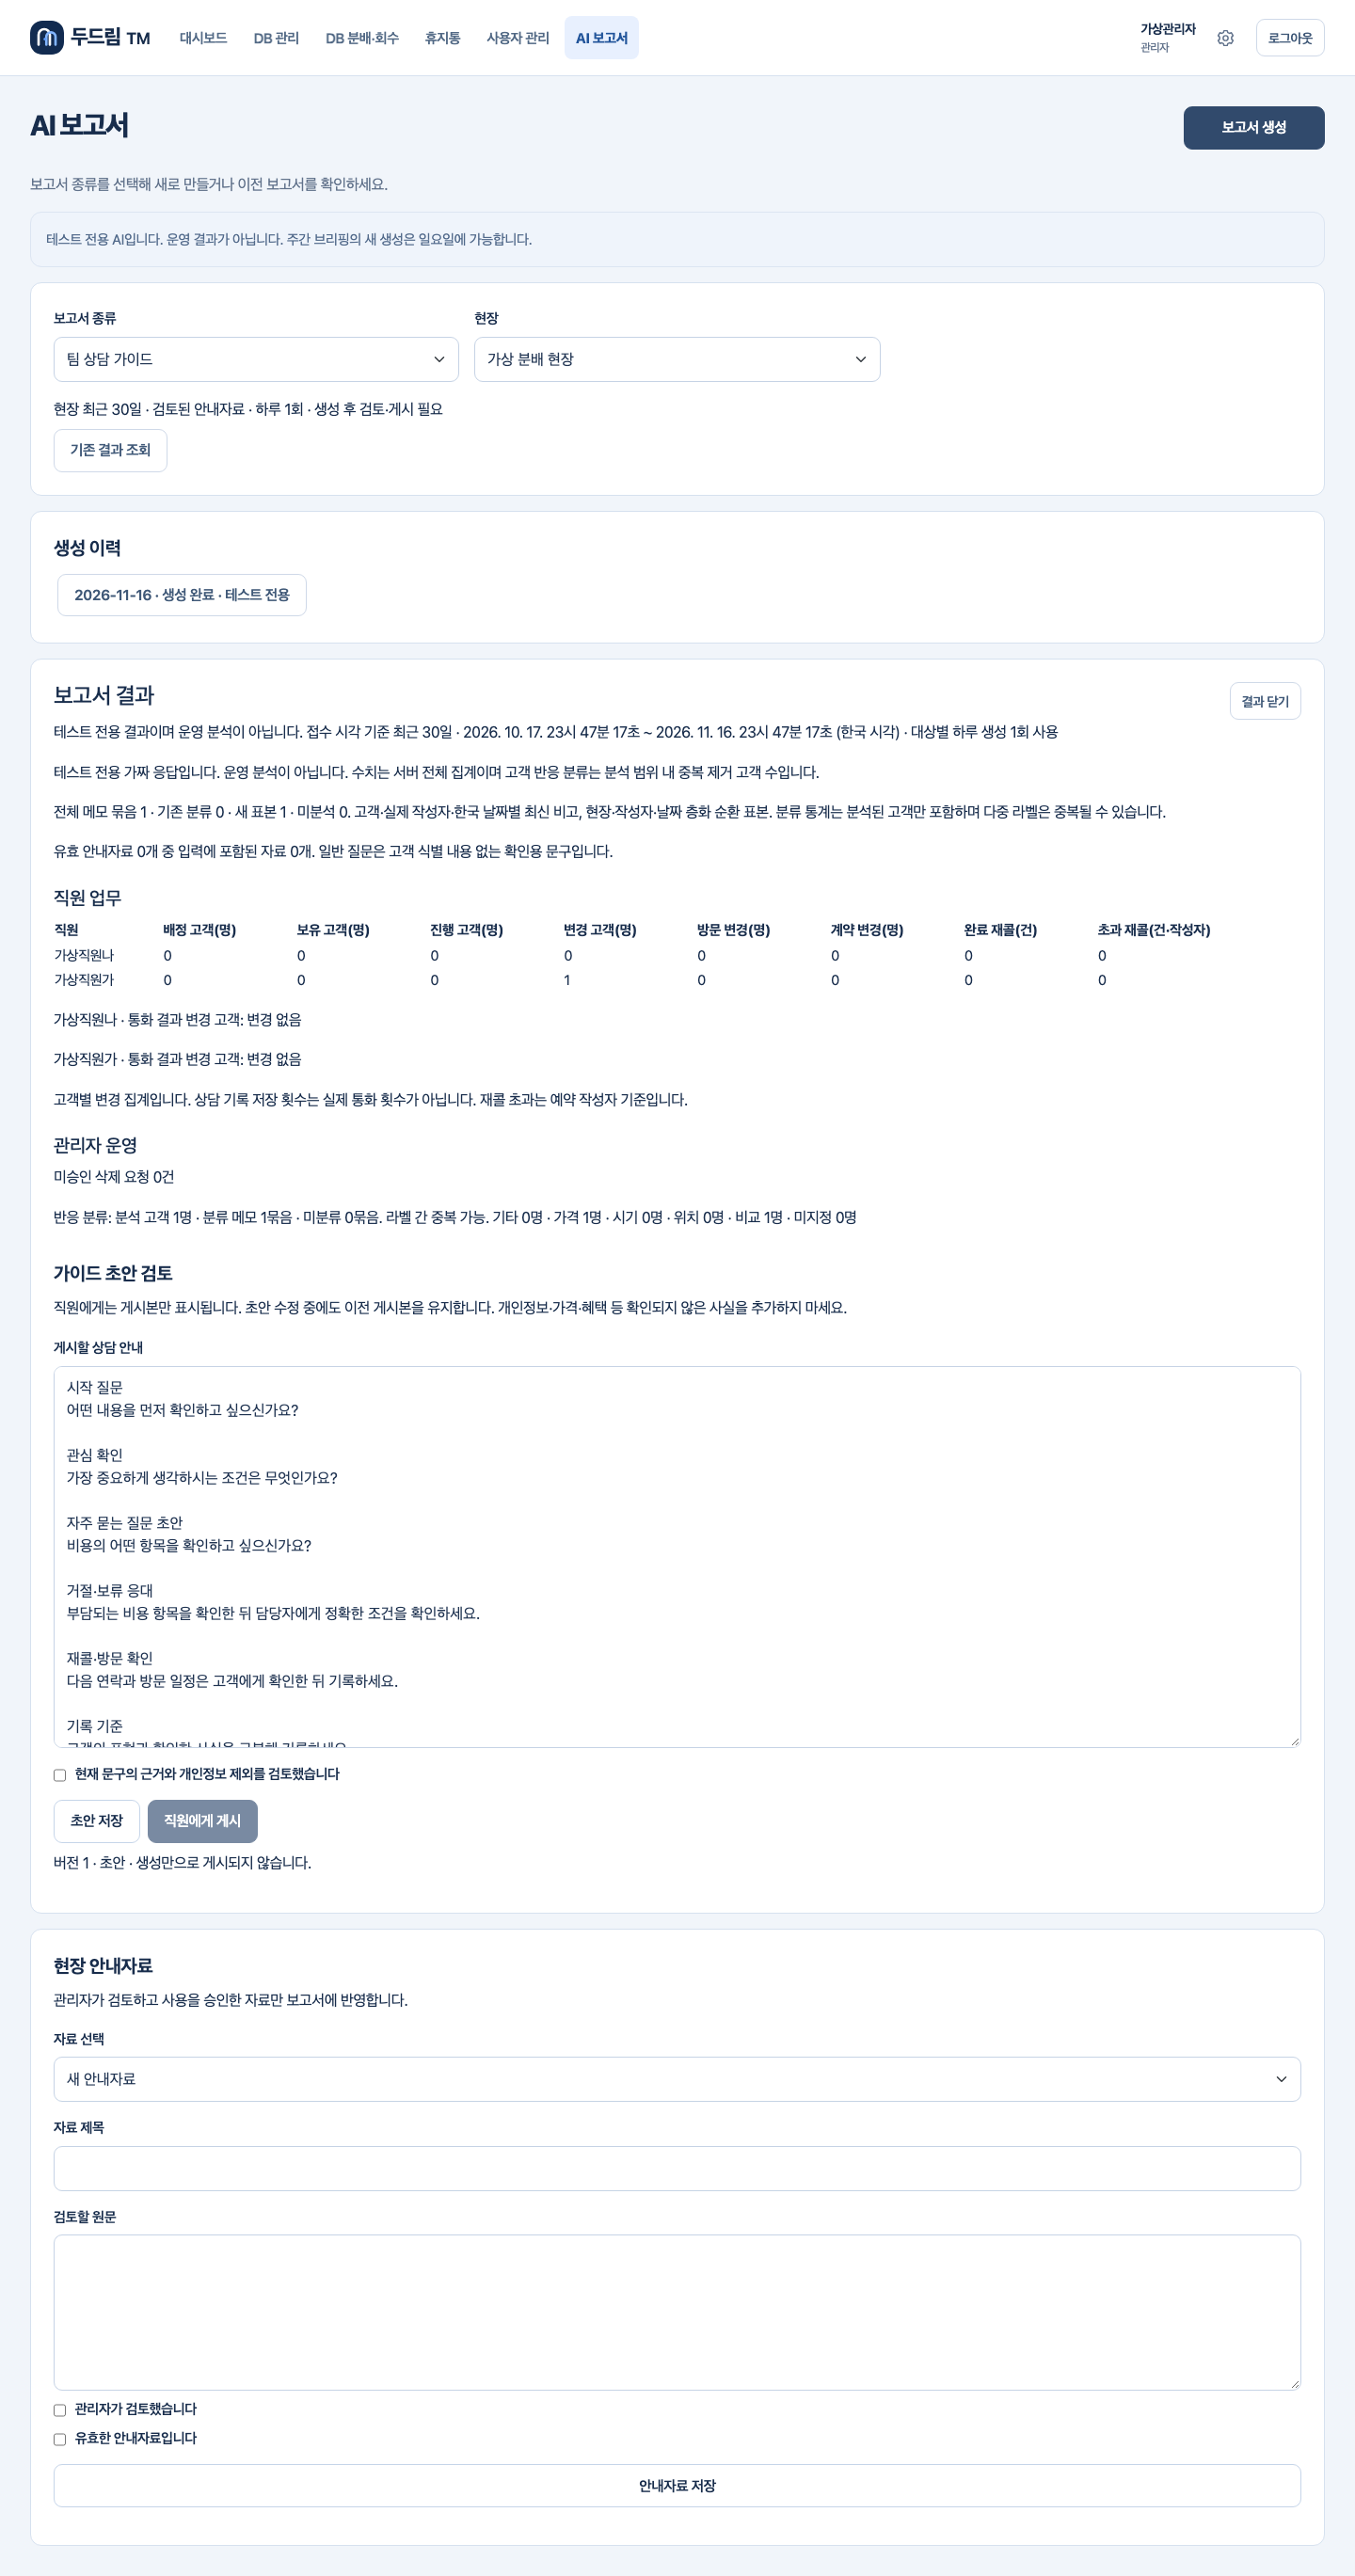 두드림 TM
대시보드
DB 관리
DB 분배·회수
휴지통
사용자 관리
AI 보고서
가상관리자
관리자
로그아웃
AI 보고서
보고서 생성
보고서 종류를 선택해 새로 만들거나 이전 보고서를 확인하세요.
테스트 전용 AI입니다. 운영 결과가 아닙니다. 주간 브리핑의 새 생성은 일요일에 가능합니다.
보고서 종류
현장
팀 상담 가이드
가상 분배 현장
현장 최근 30일 · 검토된 안내자료 · 하루 1회 · 생성 후 검토·게시 필요
기존 결과 조회
생성 이력
2026-11-16 · 생성 완료 · 테스트 전용
보고서 결과
결과 닫기
테스트 전용 결과이며 운영 분석이 아닙니다. 접수 시각 기준 최근 30일 · 2026. 10. 17. 23시 47분 17초 ~ 2026. 11. 16. 23시 47분 17초 (한국 시각) · 대상별 하루 생성 1회 사용
테스트 전용 가짜 응답입니다. 운영 분석이 아닙니다. 수치는 서버 전체 집계이며 고객 반응 분류는 분석 범위 내 중복 제거 고객 수입니다.
전체 메모 묶음 1 · 기존 분류 0 · 새 표본 1 · 미분석 0. 고객·실제 작성자·한국 날짜별 최신 비고, 현장·작성자·날짜 층화 순환 표본. 분류 통계는 분석된 고객만 포함하며 다중 라벨은 중복될 수 있습니다.
유효 안내자료 0개 중 입력에 포함된 자료 0개. 일반 질문은 고객 식별 내용 없는 확인용 문구입니다.
직원 업무
직원 배정 고객(명) 보유 고객(명) 진행 고객(명) 변경 고객(명) 방문 변경(명) 계약 변경(명) 완료 재콜(건) 초과 재콜(건·작성자)
가상직원나 0 0 0 0 0 0 0 0
가상직원가 0 0 0 1 0 0 0 0
가상직원나 · 통화 결과 변경 고객: 변경 없음
가상직원가 · 통화 결과 변경 고객: 변경 없음
고객별 변경 집계입니다. 상담 기록 저장 횟수는 실제 통화 횟수가 아닙니다. 재콜 초과는 예약 작성자 기준입니다.
관리자 운영
미승인 삭제 요청 0건
반응 분류: 분석 고객 1명 · 분류 메모 1묶음 · 미분류 0묶음. 라벨 간 중복 가능. 기타 0명 · 가격 1명 · 시기 0명 · 위치 0명 · 비교 1명 · 미지정 0명
가이드 초안 검토
직원에게는 게시본만 표시됩니다. 초안 수정 중에도 이전 게시본을 유지합니다. 개인정보·가격·혜택 등 확인되지 않은 사실을 추가하지 마세요.
게시할 상담 안내
시작 질문
어떤 내용을 먼저 확인하고 싶으신가요?
관심 확인
가장 중요하게 생각하시는 조건은 무엇인가요?
자주 묻는 질문 초안
비용의 어떤 항목을 확인하고 싶으신가요?
거절·보류 응대
부담되는 비용 항목을 확인한 뒤 담당자에게 정확한 조건을 확인하세요.
재콜·방문 확인
다음 연락과 방문 일정은 고객에게 확인한 뒤 기록하세요.
기록 기준
현재 문구의 근거와 개인정보 제외를 검토했습니다
초안 저장
직원에게 게시
버전 1 · 초안 · 생성만으로 게시되지 않습니다.
현장 안내자료
관리자가 검토하고 사용을 승인한 자료만 보고서에 반영합니다.
자료 선택
새 안내자료
자료 제목
검토할 원문
관리자가 검토했습니다
유효한 안내자료입니다
안내자료 저장